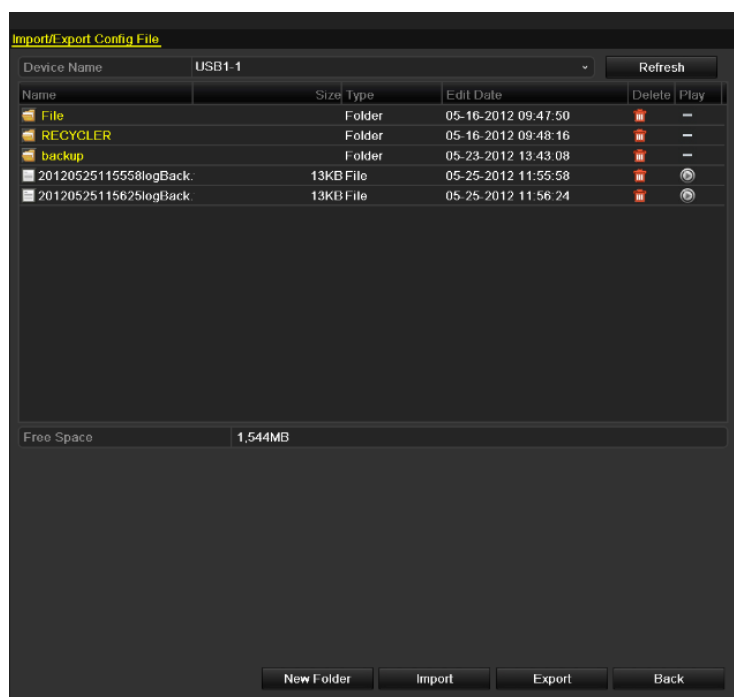 Import/Export Config File
Device Name USB1-1 Refresh
Name Size Type Edit Date Delete Play
File Folder 05-16-2012 09:47:50 –
RECYCLER Folder 05-16-2012 09:48:16 –
backup Folder 05-23-2012 13:43:08 –
20120525115558logBack. 13KB File 05-25-2012 11:55:58
20120525115625logBack. 13KB File 05-25-2012 11:56:24
Free Space 1,544MB
New Folder Import Export Back